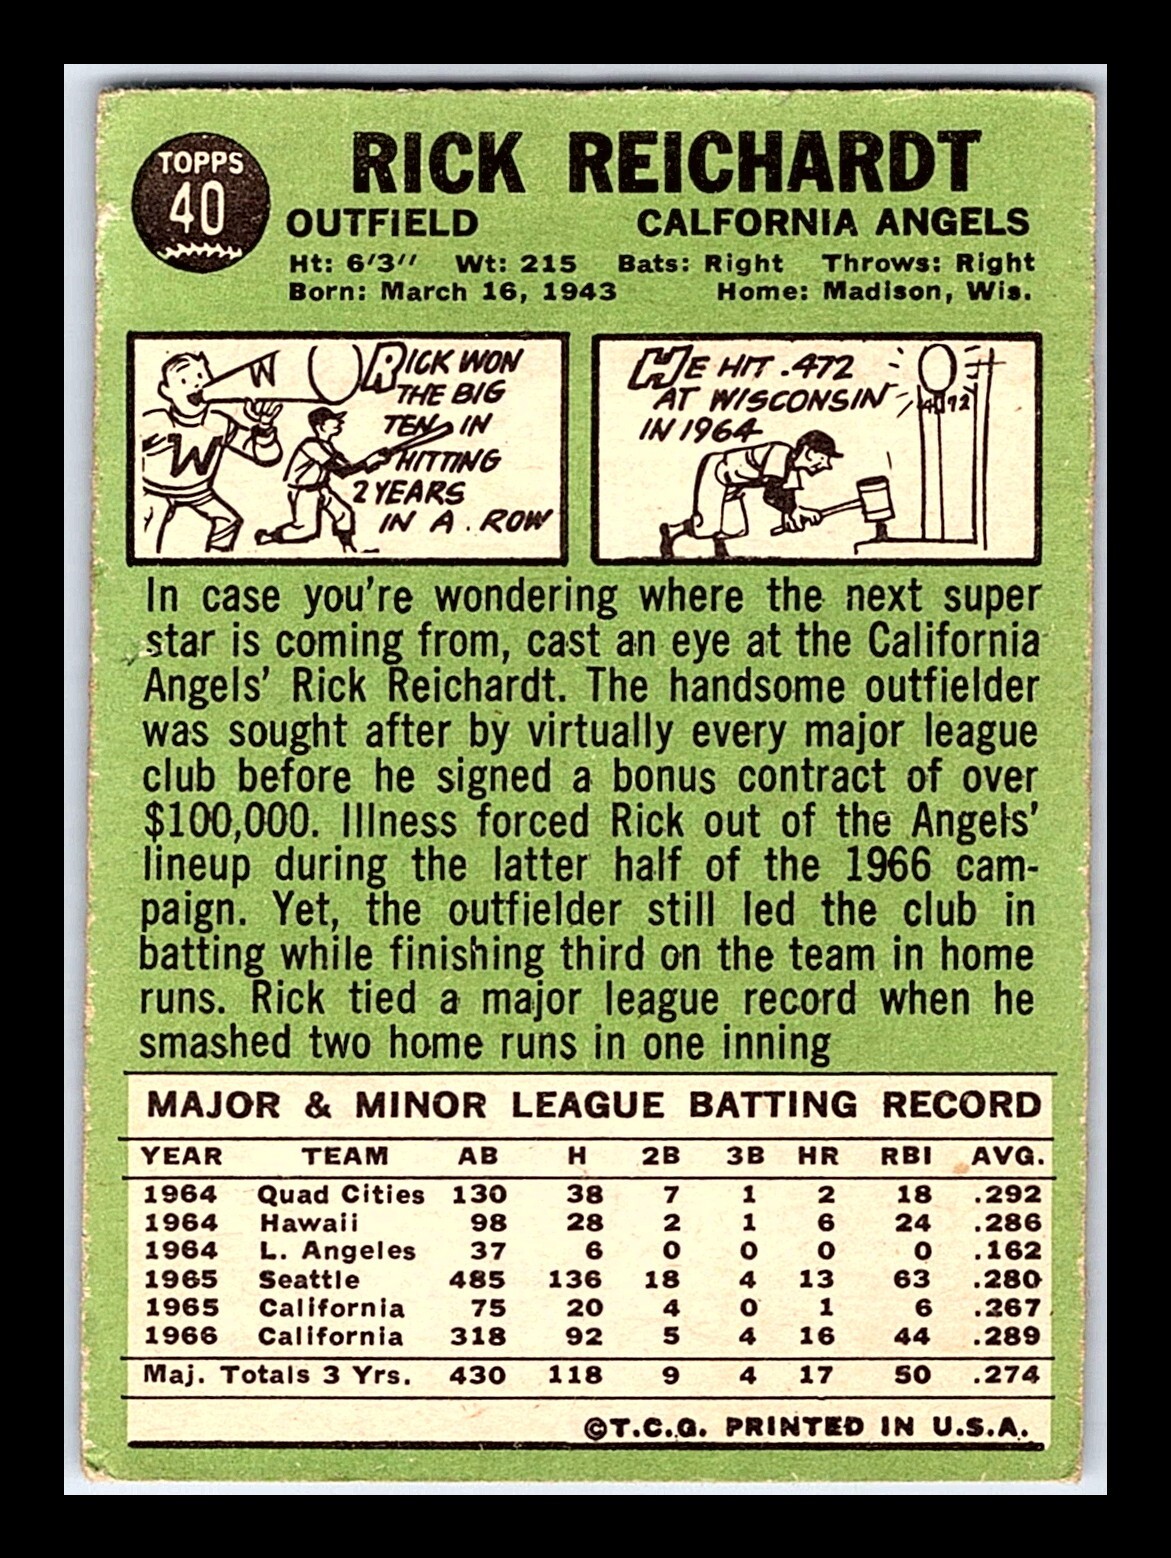 TOPPS
40
RICK REICHARDT
OUTFIELD CALFORNIA ANGELS
Ht: 6'3" Wt: 215 Bats: Right Throws: Right
Born: March 16, 1943 Home: Madison, Wis.
W
W
RICK WON
THE BIG
TEN IN
HITTING
2 YEARS
IN A ROW
HE HIT .472
AT WISCONSIN
IN 1964
In case you're wondering where the next super
star is coming from, cast an eye at the California
Angels' Rick Reichardt. The handsome outfielder
was sought after by virtually every major league
club before he signed a bonus contract of over
$100,000. Illness forced Rick out of the Angels'
lineup during the latter half of the 1966 cam-
paign. Yet, the outfielder still led the club in
batting while finishing third on the team in home
runs. Rick tied a major league record when he
smashed two home runs in one inning
MAJOR & MINOR LEAGUE BATTING RECORD
YEAR TEAM AB H 2B 3B HR RBI AVG.
1964 Quad Cities 130 38 7 1 2 18 .292
1964 Hawaii 98 28 2 1 6 24 .286
1964 L. Angeles 37 6 0 0 0 0 .162
1965 Seattle 485 136 18 4 13 63 .280
1965 California 75 20 4 0 1 6 .267
1966 California 318 92 5 4 16 44 .289
Maj. Totals 3 Yrs. 430 118 9 4 17 50 .274
©T.C.G. PRINTED IN U.S.A.